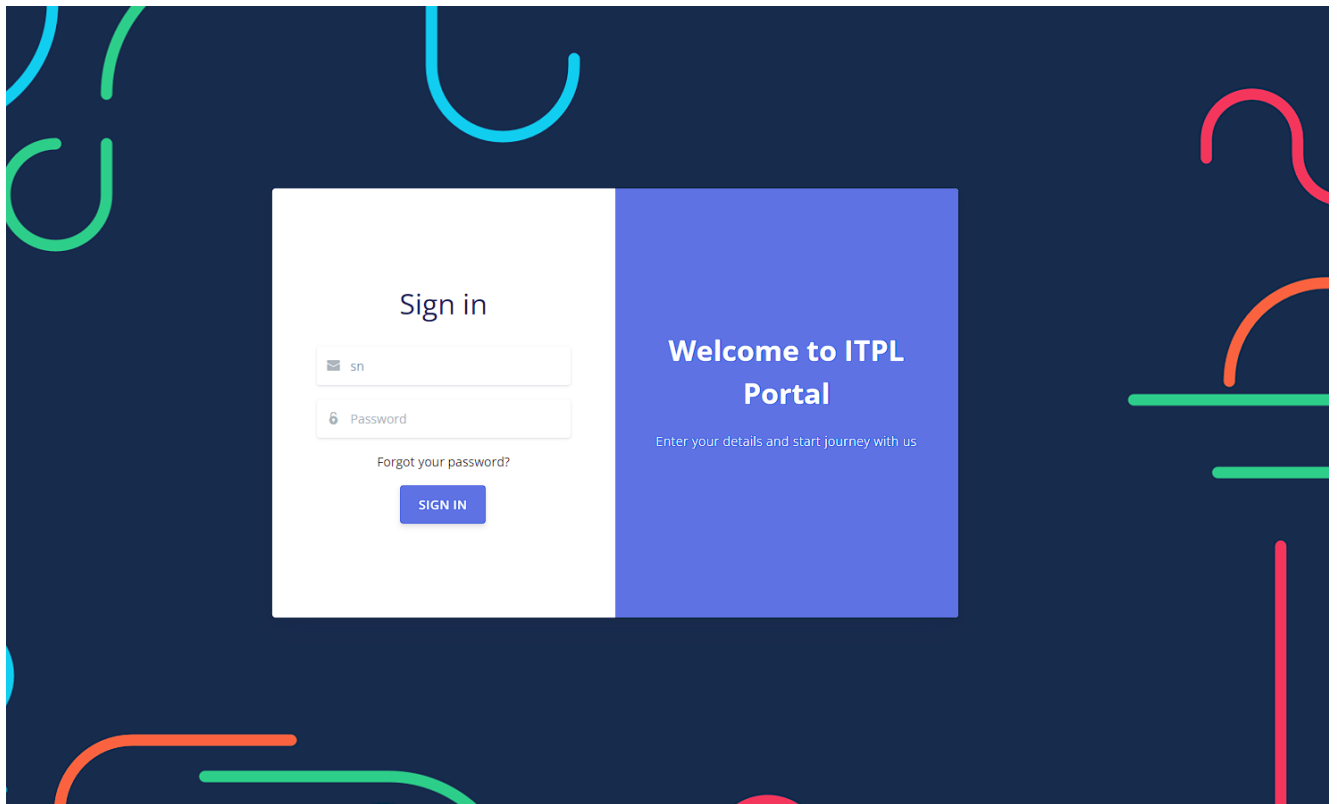 Sign in
sn
Password
Forgot your password?
SIGN IN
Welcome to ITPL
Portal
Enter your details and start journey with us